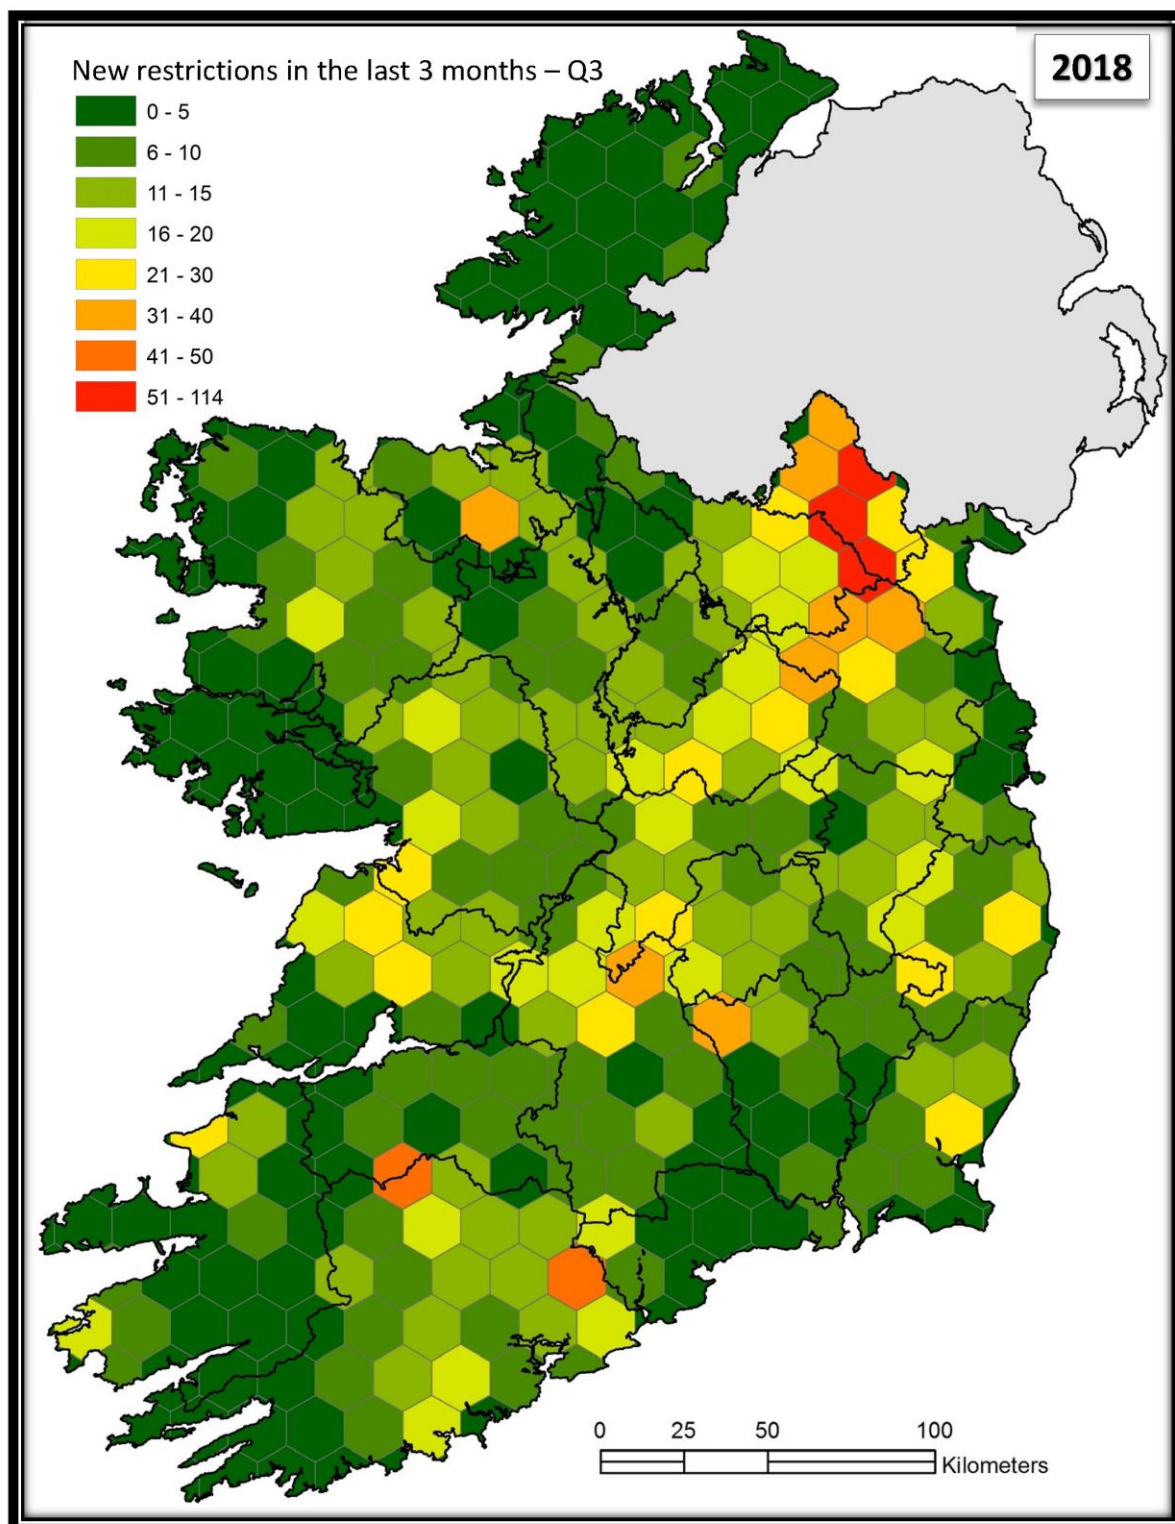 New restrictions in the last 3 months – Q3
2018
0 - 5
6 - 10
11 - 15
16 - 20
21 - 30
31 - 40
41 - 50
51 - 114
0 25 50 100
Kilometers